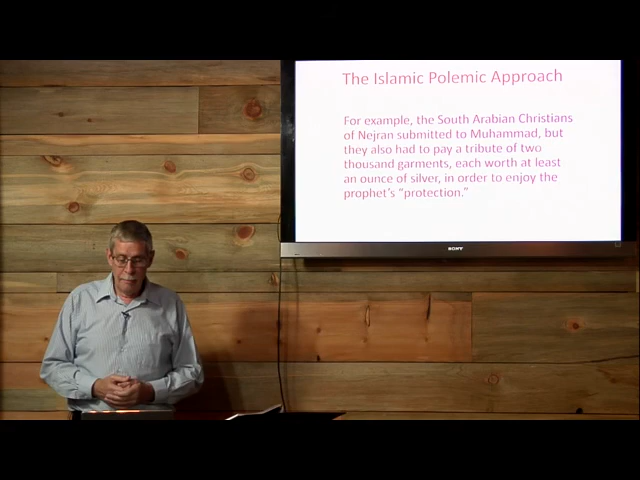 The Islamic Polemic Approach
For example, the South Arabian Christians
of Nejran submitted to Muhammad, but
they also had to pay a tribute of two
thousand garments, each worth at least
an ounce of silver, in order to enjoy the
prophet's “protection.”
SONY